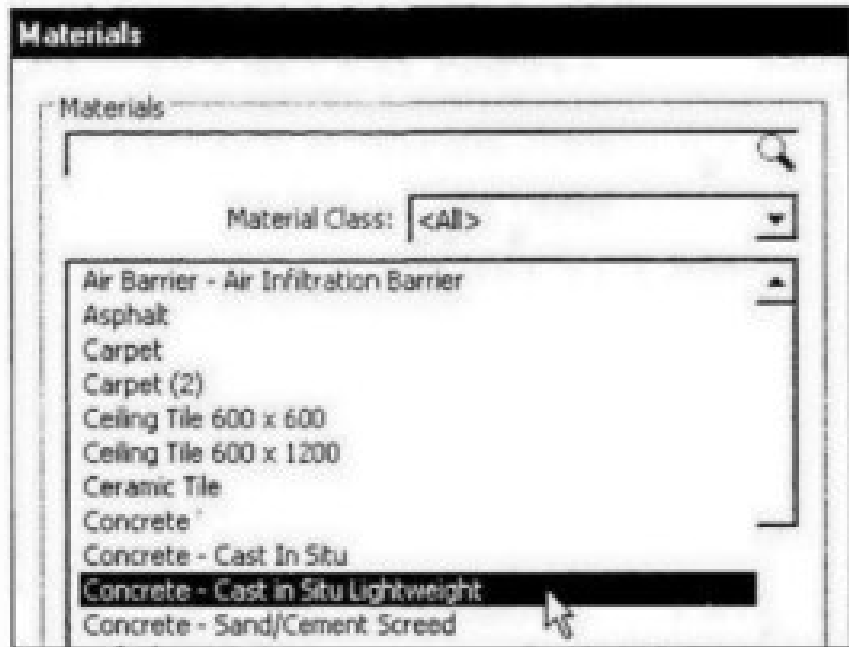 Materials
Materials
Material Class: <All>
Air Barrier - Air Infiltration Barrier
Asphalt
Carpet
Carpet (2)
Ceiling Tile 600 x 600
Ceiling Tile 600 x 1200
Ceramic Tile
Concrete
Concrete - Cast In Situ
Concrete - Cast in Situ Lightweight
Concrete - Sand/Cement Screed